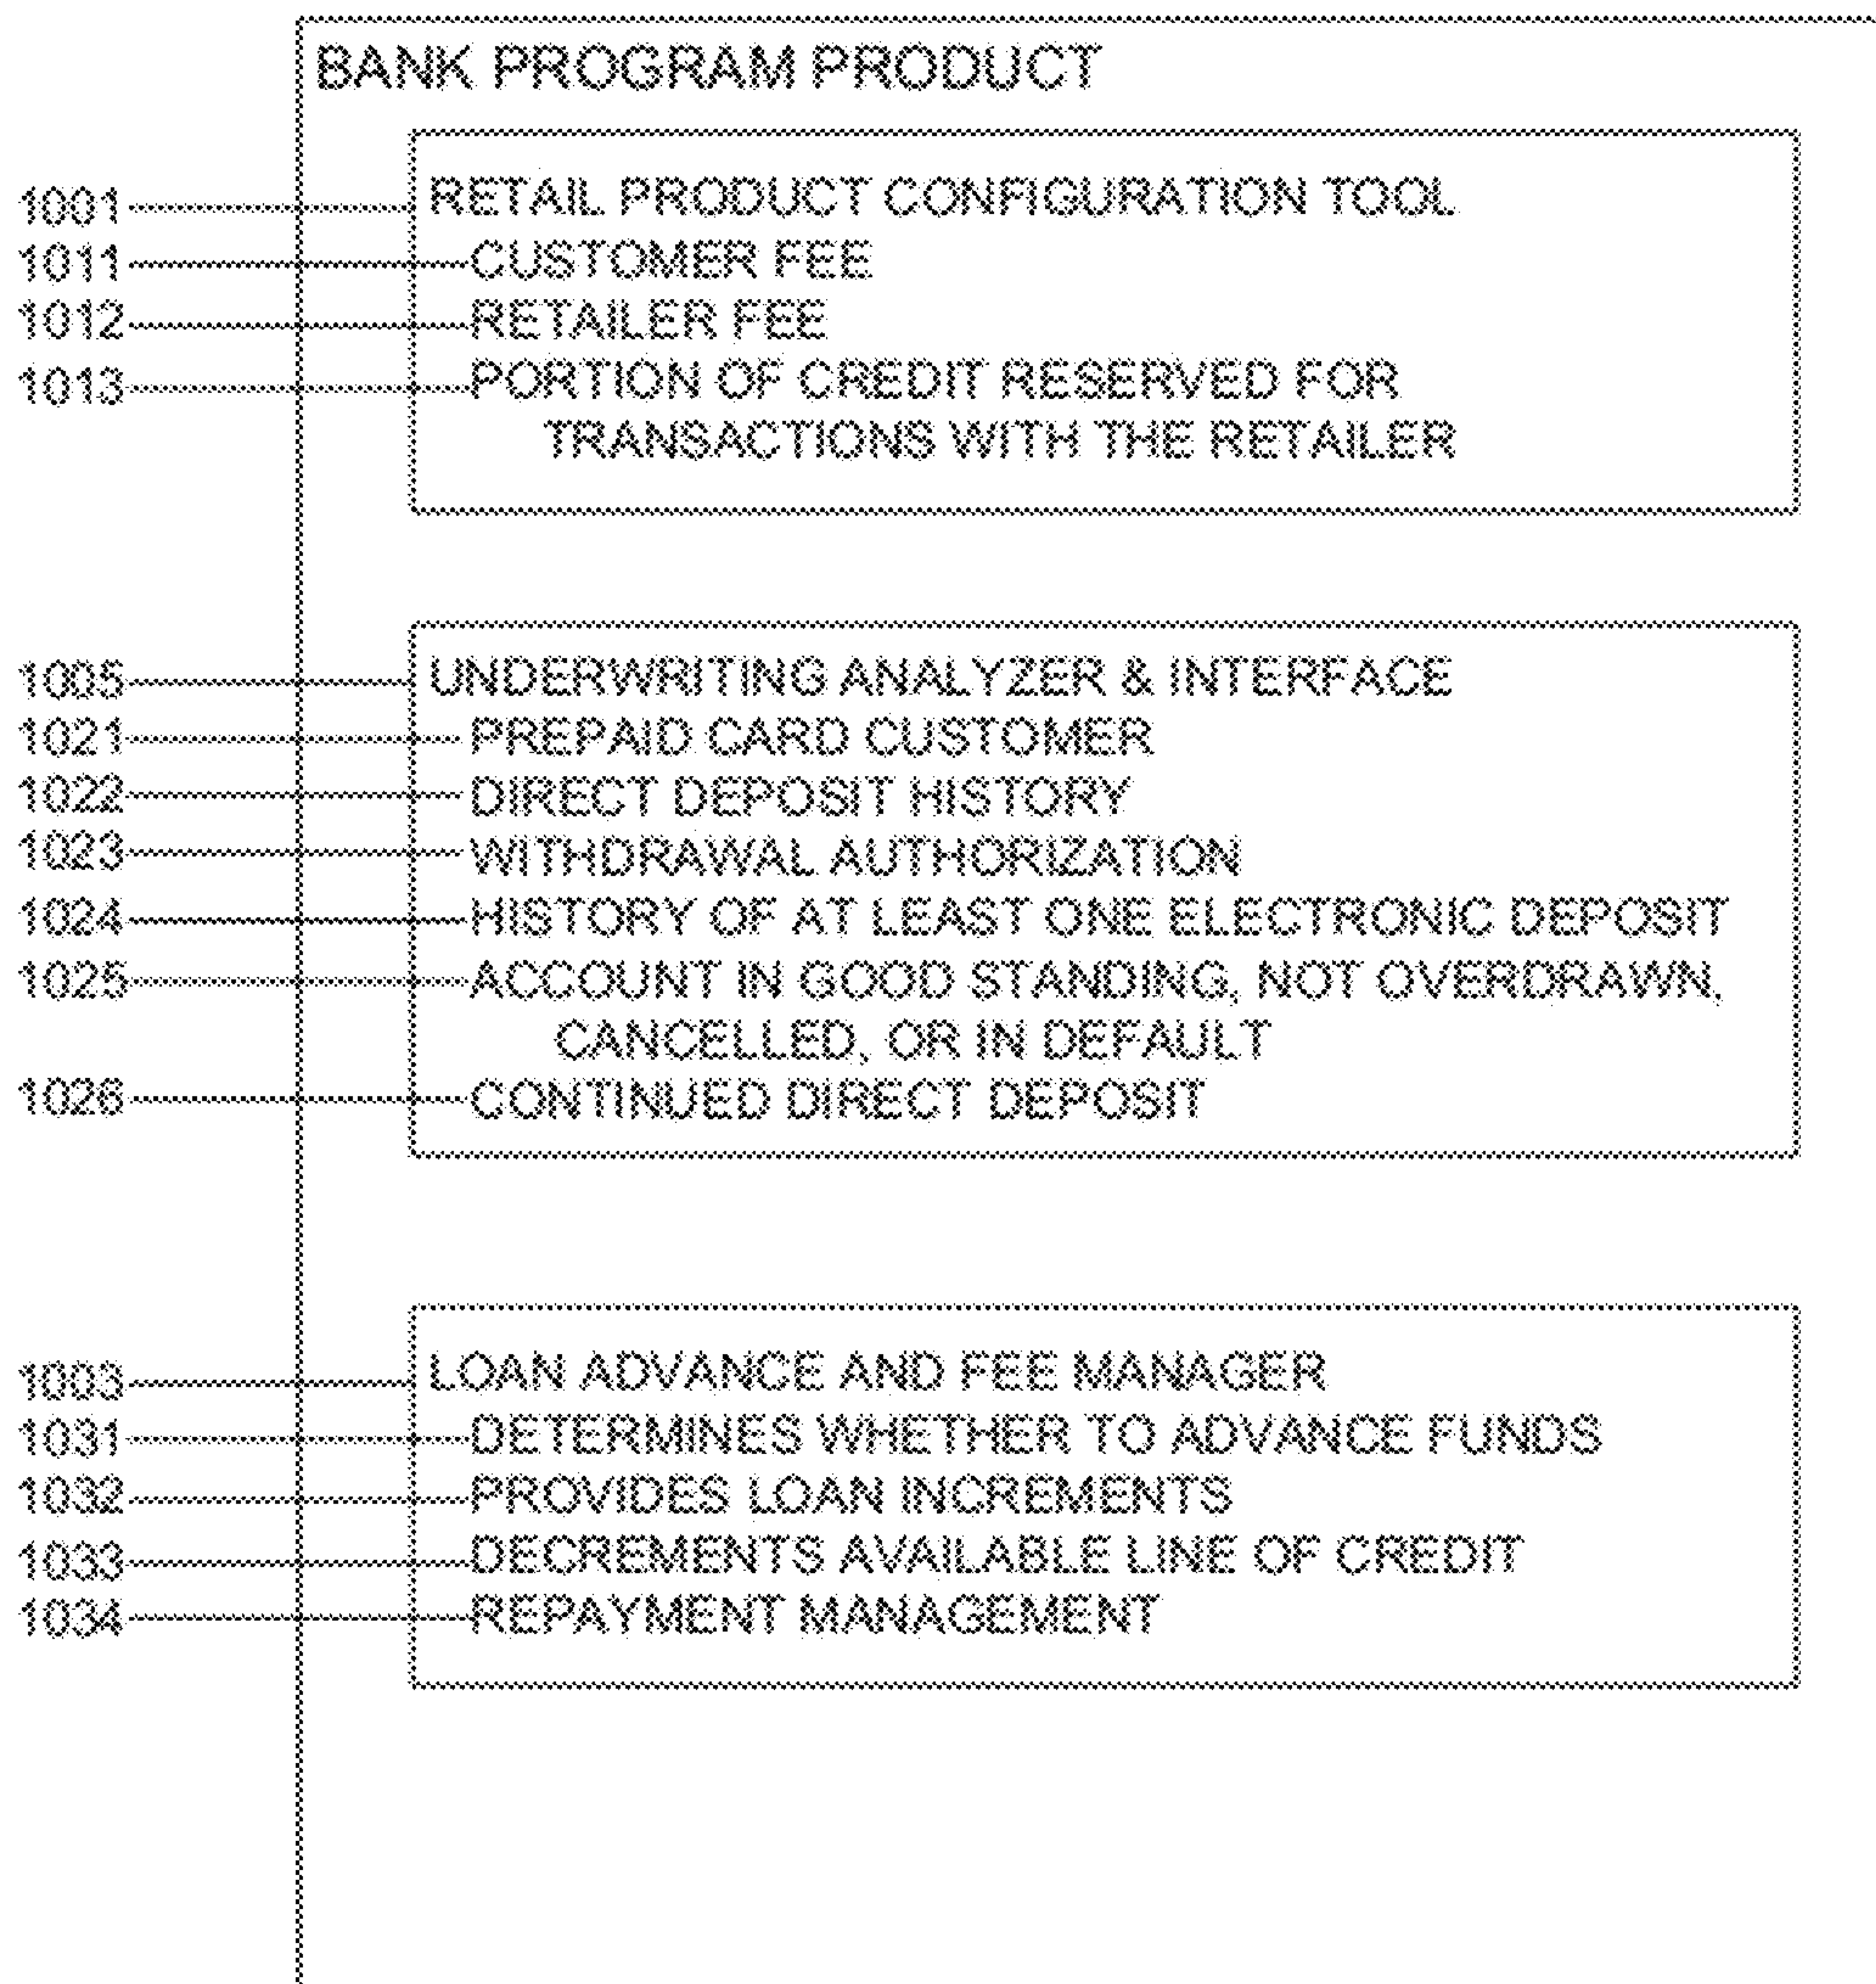 BANK PROGRAM PRODUCT
1001 RETAIL PRODUCT CONFIGURATION TOOL
1011 CUSTOMER FEE
1012 RETAILER FEE
1013 PORTION OF CREDIT RESERVED FOR
TRANSACTIONS WITH THE RETAILER
1005 UNDERWRITING ANALYZER & INTERFACE
1021 PREPAID CARD CUSTOMER
1022 DIRECT DEPOSIT HISTORY
1023 WITHDRAWAL AUTHORIZATION
1024 HISTORY OF AT LEAST ONE ELECTRONIC DEPOSIT
1025 ACCOUNT IN GOOD STANDING, NOT OVERDRAWN,
CANCELLED, OR IN DEFAULT
1026 CONTINUED DIRECT DEPOSIT
1003 LOAN ADVANCE AND FEE MANAGER
1031 DETERMINES WHETHER TO ADVANCE FUNDS
1032 PROVIDES LOAN INCREMENTS
1033 DECREMENTS AVAILABLE LINE OF CREDIT
1034 REPAYMENT MANAGEMENT